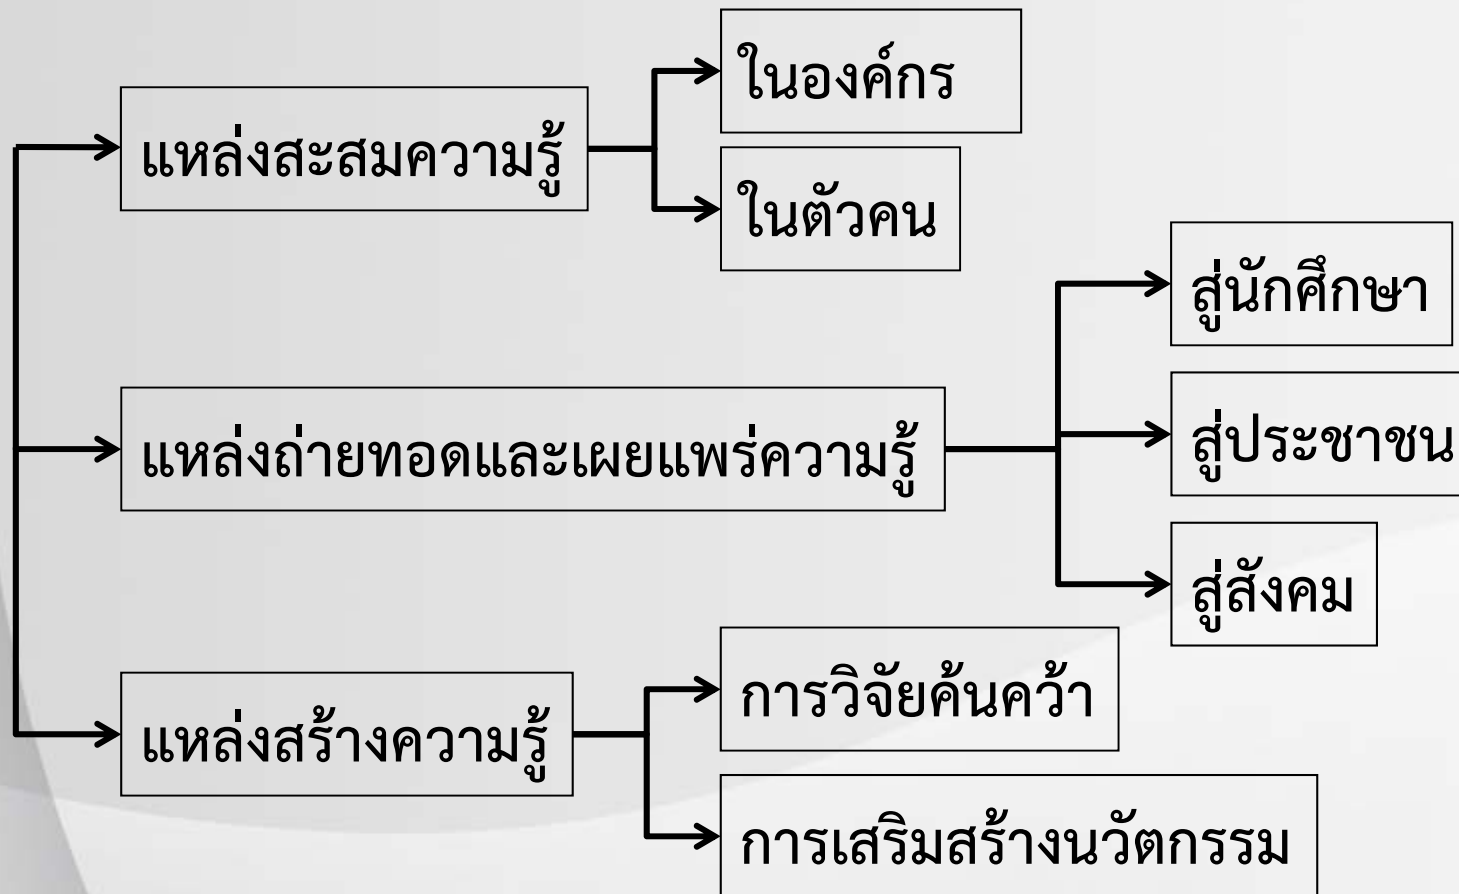 แหล่งสะสมความรู้
ในองค์กร
ในตัวคน
แหล่งถ่ายทอดและเผยแพร่ความรู้
สู่นักศึกษา
สู่ประชาชน
สู่สังคม
แหล่งสร้างความรู้
การวิจัยค้นคว้า
การเสริมสร้างนวัตกรรม